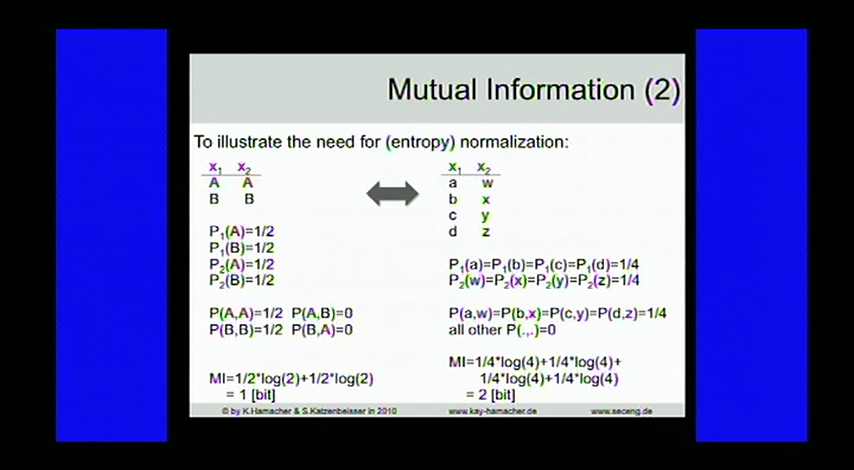 Mutual Information (2)
To illustrate the need for (entropy) normalization:
x₁ x₂
A A
B B
P₁(A)=1/2
P₁(B)=1/2
P₂(A)=1/2
P₂(B)=1/2
P(A,A)=1/2 P(A,B)=0
P(B,B)=1/2 P(B,A)=0
MI=1/2*log(2)+1/2*log(2)
= 1 [bit]
x₁ x₂
a w
b x
c y
d z
P₁(a)=P₁(b)=P₁(c)=P₁(d)=1/4
P₂(w)=P₂(x)=P₂(y)=P₂(z)=1/4
P(a,w)=P(b,x)=P(c,y)=P(d,z)=1/4
all other P(.,.)=0
MI=1/4*log(4)+1/4*log(4)+
1/4*log(4)+1/4*log(4)
= 2 [bit]
© by K.Hamacher & S.Katzenbeisser in 2010 www.kay-hamacher.de www.seceng.de